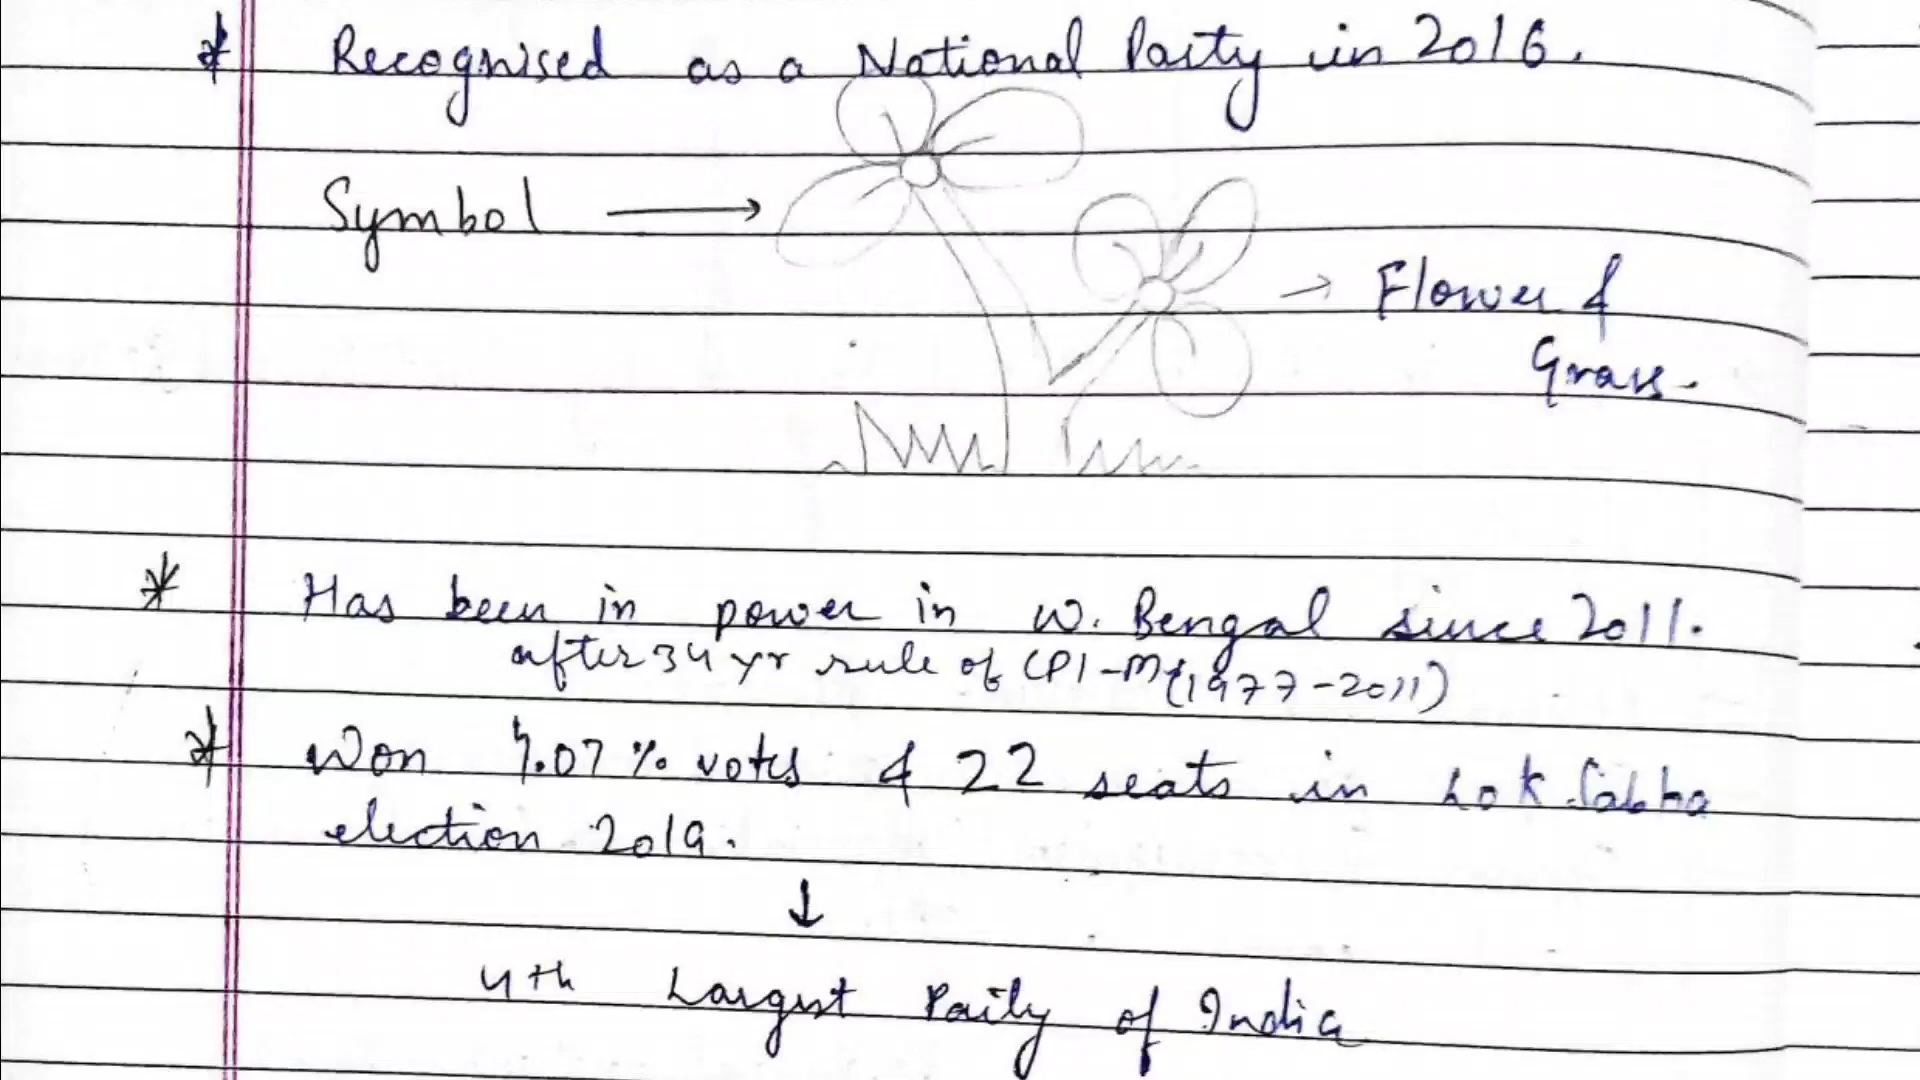 * Recognised as a National Party in 2016.
Symbol →
→ Flower &
Grass.
* Has been in power in W. Bengal since 2011.
after 34 yr rule of CPI-M (1977-2011)
* Won 4.07% votes & 22 seats in Lok Sabha
election 2019.
↓
4th Largest Party of India